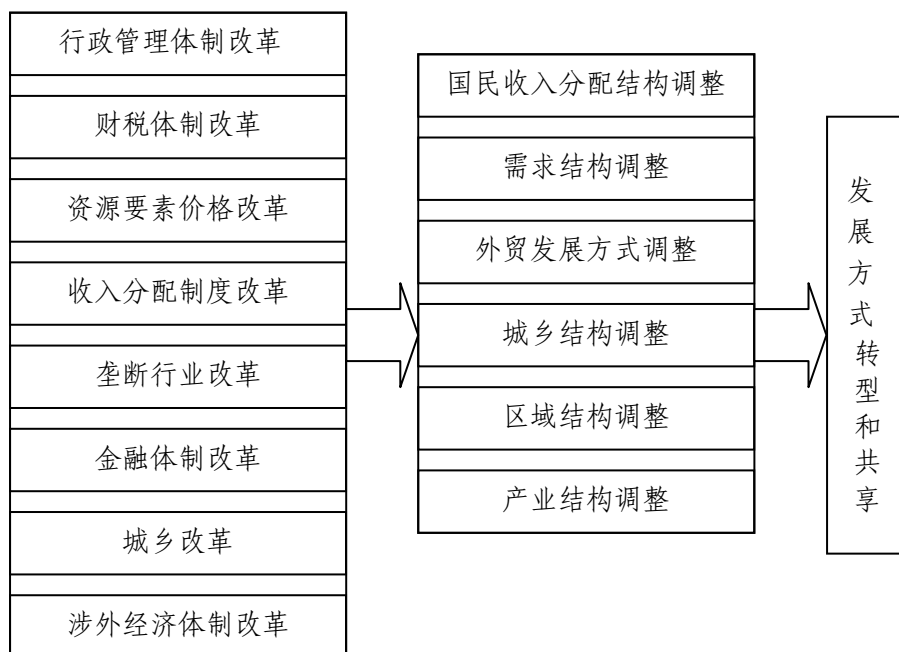 行政管理体制改革
财税体制改革
资源要素价格改革
收入分配制度改革
垄断行业改革
金融体制改革
城乡改革
涉外经济体制改革
国民收入分配结构调整
需求结构调整
外贸发展方式调整
城乡结构调整
区域结构调整
产业结构调整
发展方式转型和共享